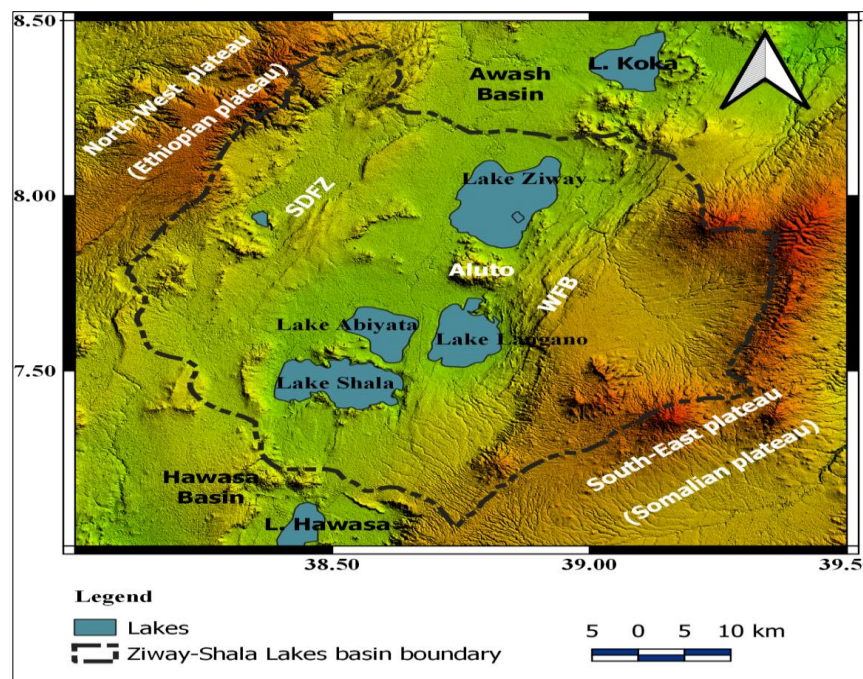 8.50
North-West plateau
(Ethiopian plateau)
Awash
Basin
L. Koka
8.00
SDFZ
Lake Ziway
Aluto
WFB
Lake Abiyata
Lake Langano
7.50
Lake Shala
South-East plateau
(Somalian plateau)
Hawasa
Basin
L. Hawasa
38.50
39.00
39.5
Legend
Lakes
Ziway-Shala Lakes basin boundary
5 0 5 10 km